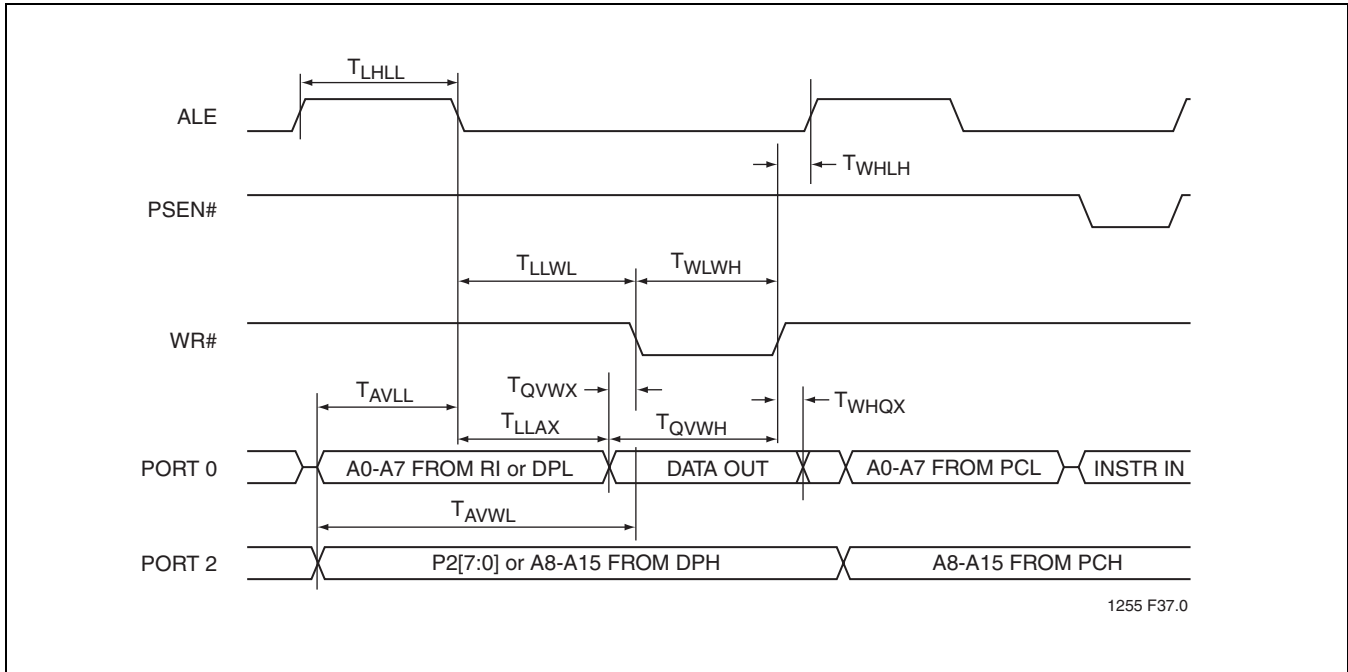 TLHLL
ALE
TWHLH
PSEN#
TLLWL
TWLWH
WR#
TAVLL
TQVWX
TWHQX
TLLAX
TQVWH
PORT 0
A0-A7 FROM RI or DPL
DATA OUT
A0-A7 FROM PCL
INSTR IN
TAVWL
PORT 2
P2[7:0] or A8-A15 FROM DPH
A8-A15 FROM PCH
1255 F37.0